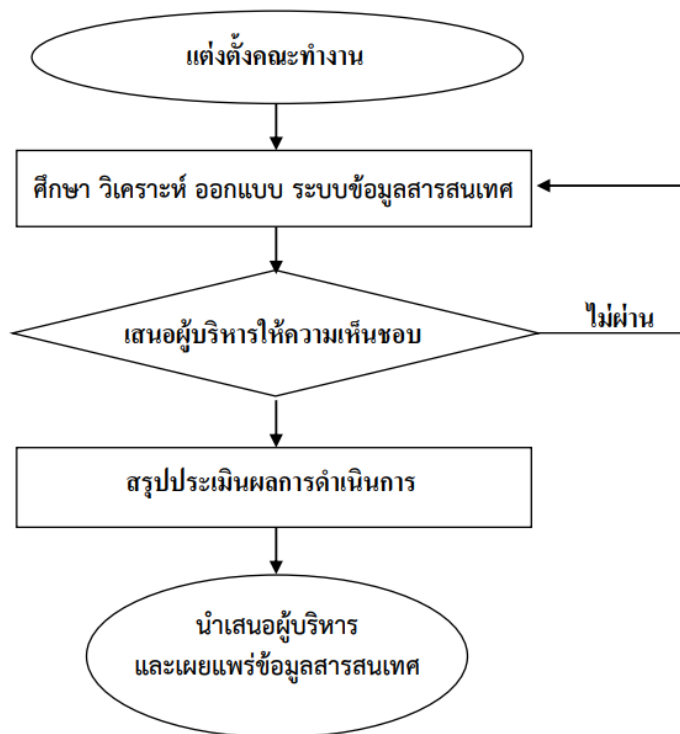 แต่งตั้งคณะทำงาน
ศึกษา วิเคราะห์ ออกแบบ ระบบข้อมูลสารสนเทศ
เสนอผู้บริหารให้ความเห็นชอบ
ไม่ผ่าน
สรุปประเมินผลการดำเนินการ
นำเสนอผู้บริหาร
และเผยแพร่ข้อมูลสารสนเทศ